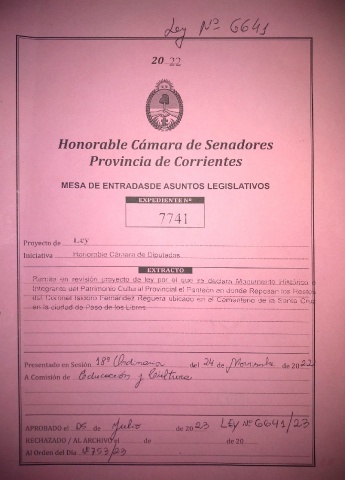 Ley Nº 6641
20 22
Honorable Cámara de Senadores
Provincia de Corrientes
MESA DE ENTRADASDE ASUNTOS LEGISLATIVOS
EXPEDIENTE Nº
7741
Proyecto de Ley
Iniciativa Honorable Cámara de Diputados
EXTRACTO
Remite en revisión proyecto de ley por el que se declara Monumento Histórico e
Integrante del Patrimonio Cultural Provincial el Panteón en donde Reposan los Restos
del Coronel Isidoro Fernández Reguera ubicado en el Cementerio de la Santa Cruz
en la ciudad de Paso de los Libres.
Presentado en Sesión 18º Ordinaria del 24 de Noviembre de 2022
A Comisión de Educación y Cultura
APROBADO el 05 de Julio de 20 23 LEY Nº 6641/23
RECHAZADO / AL ARCHIVO el de de 20
Al Orden del Día Nº753/23